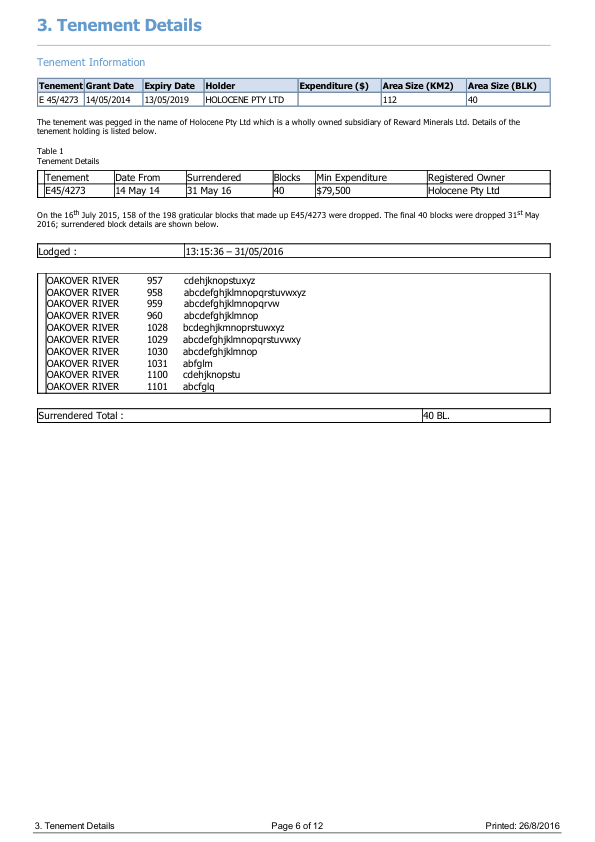 3. Tenement Details
Tenement Information
Tenement Grant Date Expiry Date Holder Expenditure ($) Area Size (KM2) Area Size (BLK)
E 45/4273 14/05/2014 13/05/2019 HOLOCENE PTY LTD 112 40
The tenement was pegged in the name of Holocene Pty Ltd which is a wholly owned subsidiary of Reward Minerals Ltd. Details of the
tenement holding is listed below.
Table 1
Tenement Details
Tenement Date From Surrendered Blocks Min Expenditure Registered Owner
E45/4273 14 May 14 31 May 16 40 $79,500 Holocene Pty Ltd
On the 16th July 2015, 158 of the 198 graticular blocks that made up E45/4273 were dropped. The final 40 blocks were dropped 31st May
2016; surrendered block details are shown below.
Lodged : 13:15:36 – 31/05/2016
OAKOVER RIVER 957 cdehjknopstuxyz
OAKOVER RIVER 958 abcdefghjklmnopqrstuvwxyz
OAKOVER RIVER 959 abcdefghjklmnopqrvw
OAKOVER RIVER 960 abcdefghjklmnop
OAKOVER RIVER 1028 bcdeghjkmnoprstuwxyz
OAKOVER RIVER 1029 abcdefghjklmnopqrstuvwxy
OAKOVER RIVER 1030 abcdefghjklmnop
OAKOVER RIVER 1031 abfglm
OAKOVER RIVER 1100 cdehjknopstu
OAKOVER RIVER 1101 abcfglq
Surrendered Total : 40 BL.
3. Tenement Details Page 6 of 12 Printed: 26/8/2016